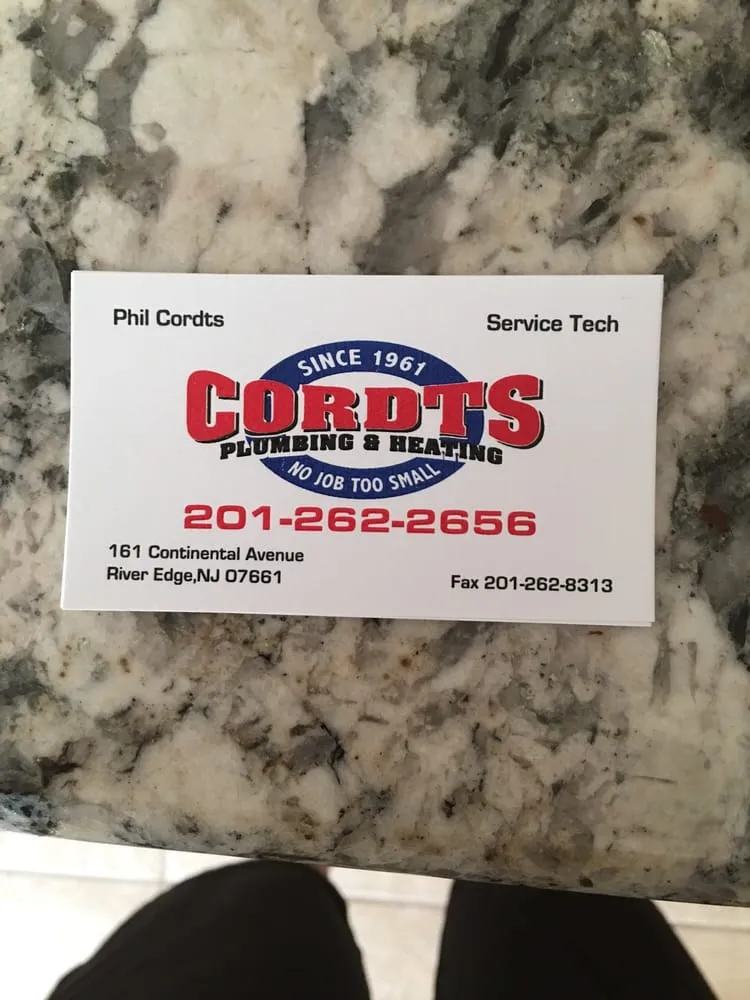 Phil Cordts
Service Tech
SINCE 1961
CORDTS
PLUMBING & HEATING
NO JOB TOO SMALL
201-262-2656
161 Continental Avenue
River Edge,NJ 07661
Fax 201-262-8313